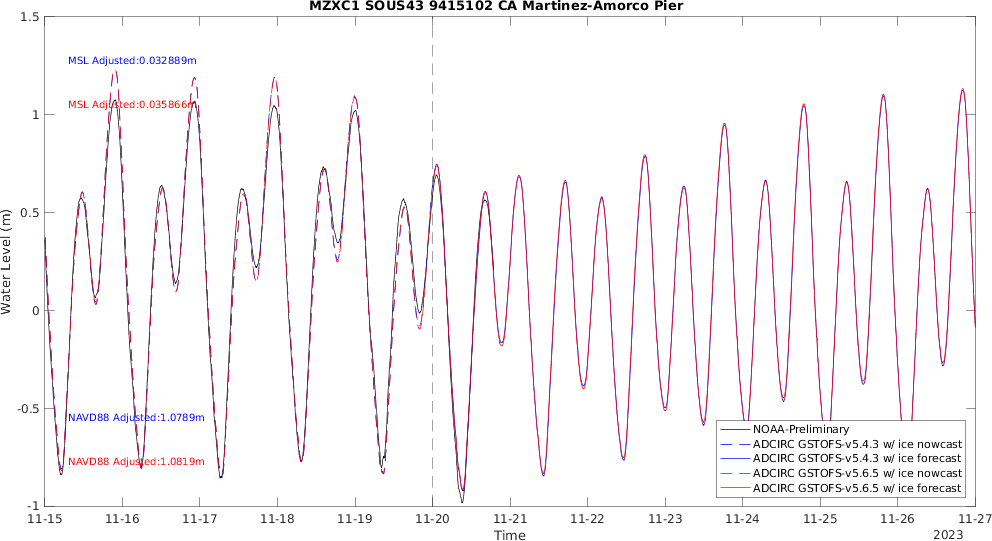 MZXC1 SOUS43 9415102 CA Martinez-Amorco Pier
1.5
1
0.5
0
-0.5
-1
Water Level (m)
MSL Adjusted:0.032889m
MSL Adjusted:0.035866m
NAVD88 Adjusted:1.0789m
NAVD88 Adjusted:1.0819m
NOAA-Preliminary
ADCIRC GSTOFS-v5.4.3 w/ ice nowcast
ADCIRC GSTOFS-v5.4.3 w/ ice forecast
ADCIRC GSTOFS-v5.6.5 w/ ice nowcast
ADCIRC GSTOFS-v5.6.5 w/ ice forecast
11-15 11-16 11-17 11-18 11-19 11-20 11-21 11-22 11-23 11-24 11-25 11-26 11-27
Time
2023